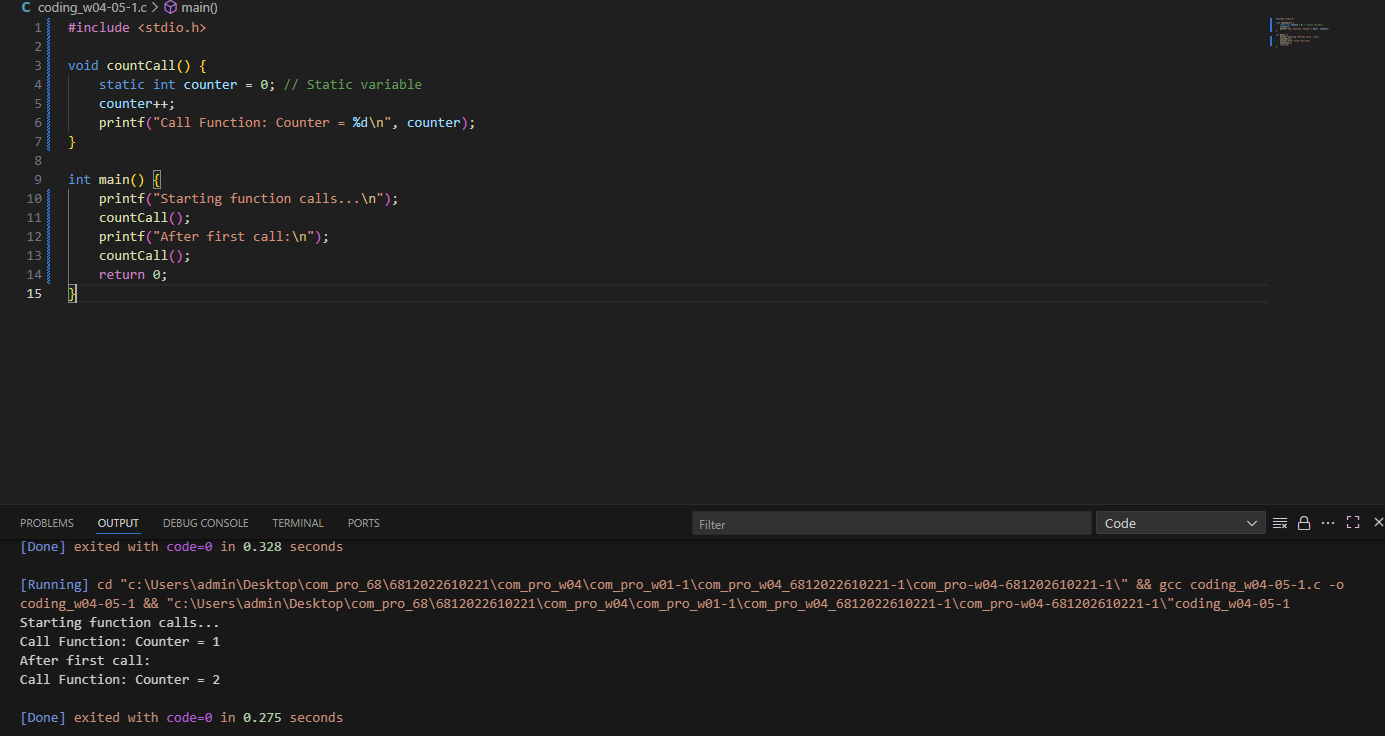 C coding_w04-05-1.c > main()
1 #include <stdio.h>
2
3 void countCall() {
4     static int counter = 0; // Static variable
5     counter++;
6     printf("Call Function: Counter = %d\n", counter);
7 }
8
9 int main() {
10     printf("Starting function calls...\n");
11     countCall();
12     printf("After first call:\n");
13     countCall();
14     return 0;
15 }
PROBLEMS OUTPUT DEBUG CONSOLE TERMINAL PORTS Filter Code
[Done] exited with code=0 in 0.328 seconds
[Running] cd "c:\Users\admin\Desktop\com_pro_68\6812022610221\com_pro_w04\com_pro_w01-1\com_pro_w04_6812022610221-1\com_pro-w04-681202610221-1\" && gcc coding_w04-05-1.c -o
coding_w04-05-1 && "c:\Users\admin\Desktop\com_pro_68\6812022610221\com_pro_w04\com_pro_w01-1\com_pro_w04_6812022610221-1\com_pro-w04-681202610221-1\"coding_w04-05-1
Starting function calls...
Call Function: Counter = 1
After first call:
Call Function: Counter = 2
[Done] exited with code=0 in 0.275 seconds